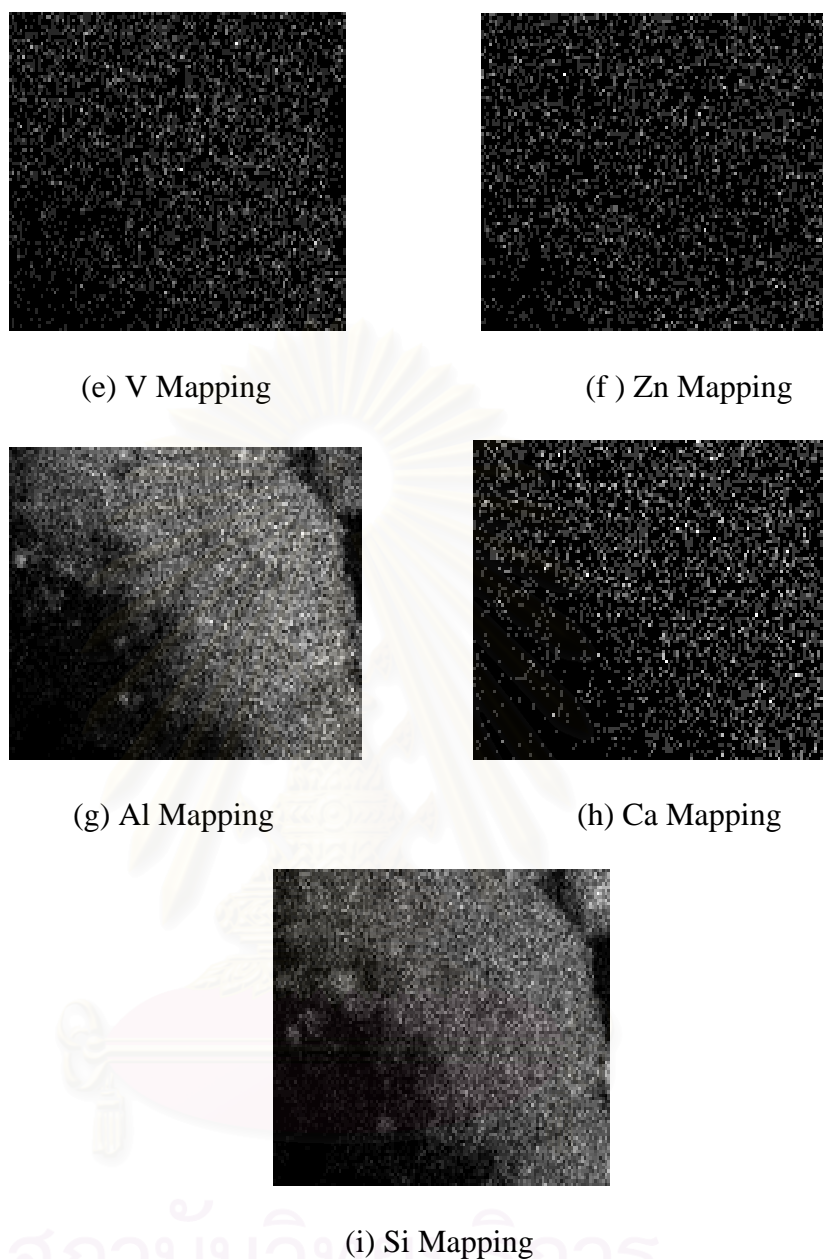 (e) V Mapping
(f ) Zn Mapping
(g) Al Mapping
(h) Ca Mapping
(i) Si Mapping